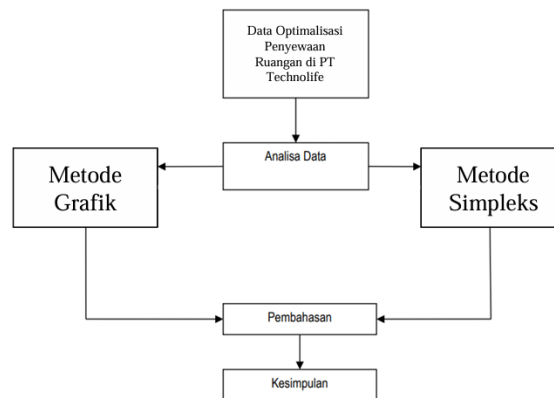 Data Optimalisasi
Penyewaan
Ruangan di PT
Technolife
Analisa Data
Metode
Grafik
Metode
Simpleks
Pembahasan
Kesimpulan